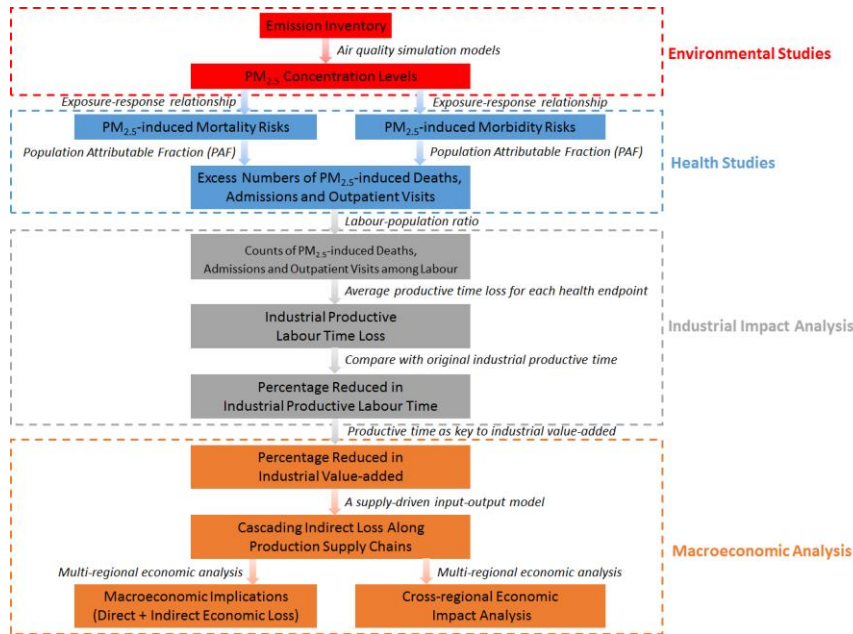 Emission Inventory
Air quality simulation models
Environmental Studies
PM2.5 Concentration Levels
Exposure-response relationship
Exposure-response relationship
PM2.5-induced Mortality Risks
PM2.5-induced Morbidity Risks
Population Attributable Fraction (PAF)
Population Attributable Fraction (PAF)
Health Studies
Excess Numbers of PM2.5-induced Deaths,
Admissions and Outpatient Visits
Labour-population ratio
Counts of PM2.5-induced Deaths,
Admissions and Outpatient Visits among Labour
Average productive time loss for each health endpoint
Industrial Productive
Labour Time Loss
Industrial Impact Analysis
Compare with original industrial productive time
Percentage Reduced in
Industrial Productive Labour Time
Productive time as key to industrial value-added
Percentage Reduced in
Industrial Value-added
A supply-driven input-output model
Cascading Indirect Loss Along
Production Supply Chains
Macroeconomic Analysis
Multi-regional economic analysis
Multi-regional economic analysis
Macroeconomic Implications
(Direct + Indirect Economic Loss)
Cross-regional Economic
Impact Analysis